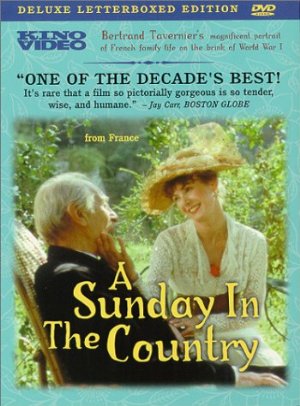 DELUXE LETTERBOXED EDITION DVD
KINO
VIDEO
Bertrand Tavernier's magnificent portrait
of French family life on the brink of World War I
"ONE OF THE DECADE'S BEST!
It's rare that a film so pictorially gorgeous is so tender,
wise, and humane." – Jay Carr, BOSTON GLOBE
from France
A
Sunday In
The Country